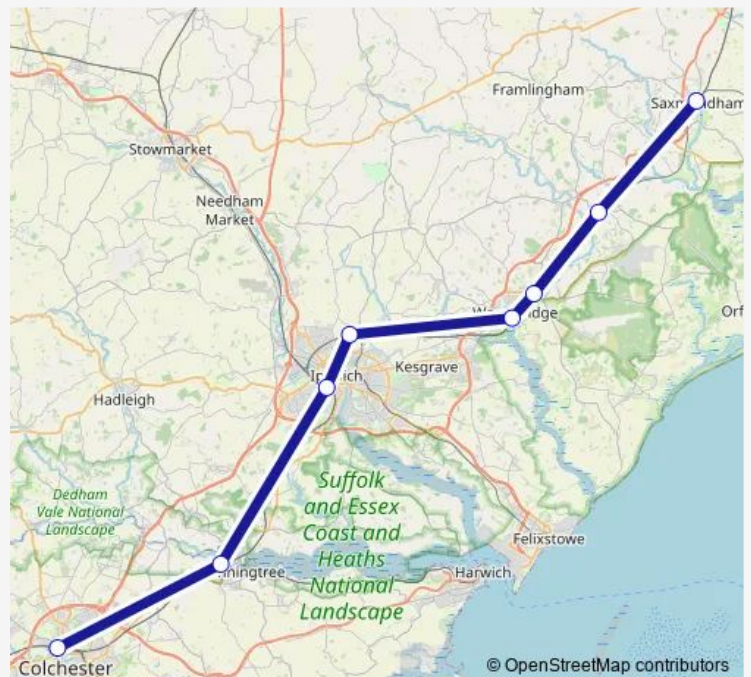 Framlingham
Stowmarket
Needham
Market
Kesgrave
Hadleigh
Orf
Suffolk
and Essex
Coast and
Heaths
National
Landscape
Dedham
Vale National
Landscape
Felixstowe
Harwich
Colchester
© OpenStreetMap contributors